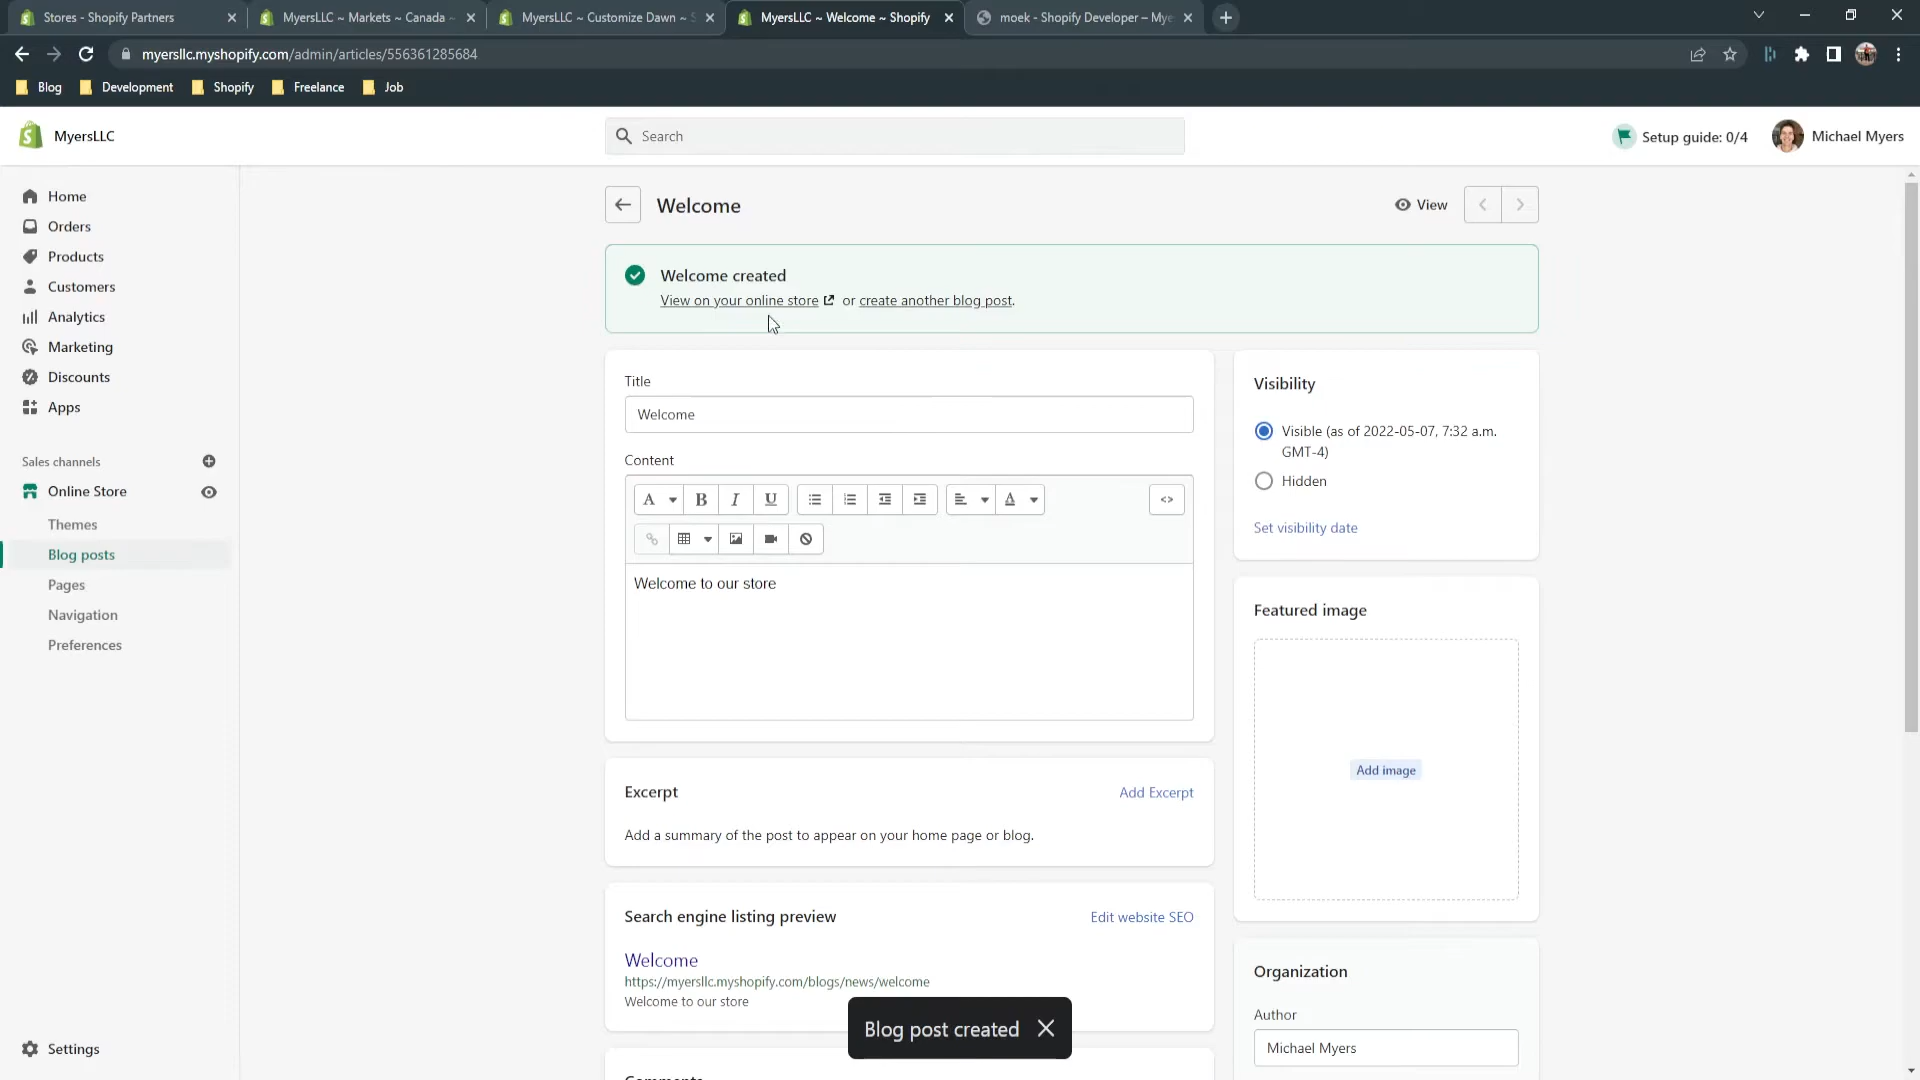 Stores - Shopify Partners
MyersLLC ~ Markets ~ Canada ~
MyersLLC ~ Customize Dawn ~ S
MyersLLC ~ Welcome ~ Shopify
moek - Shopify Developer – Mye
myersllc.myshopify.com/admin/articles/556361285684
Blog
Development
Shopify
Freelance
Job
MyersLLC
Search
Setup guide: 0/4
Michael Myers
Home
Orders
Products
Customers
Analytics
Marketing
Discounts
Apps
Sales channels
Online Store
Themes
Blog posts
Pages
Navigation
Preferences
Settings
Welcome
View
Welcome created
View on your online store or create another blog post.
Title
Welcome
Content
Welcome to our store
Excerpt
Add Excerpt
Add a summary of the post to appear on your home page or blog.
Search engine listing preview
Edit website SEO
Welcome
https://myersllc.myshopify.com/blogs/news/welcome
Welcome to our store
Blog post created
Visibility
Visible (as of 2022-05-07, 7:32 a.m.
GMT-4)
Hidden
Set visibility date
Featured image
Add image
Organization
Author
Michael Myers